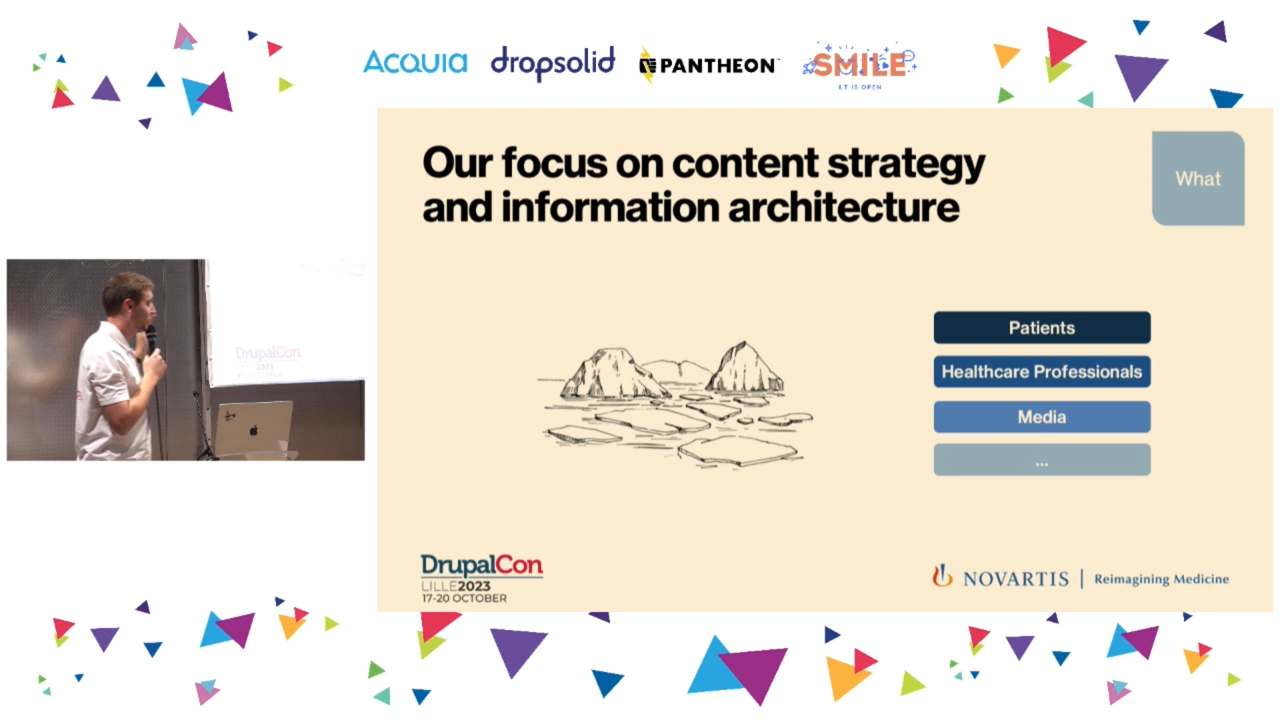 Acquia
dropsolid
PANTHEON
SMILE
I.T IS OPEN
Our focus on content strategy
and information architecture
What
Patients
Healthcare Professionals
Media
...
DrupalCon
LILLE2023
17-20 OCTOBER
NOVARTIS | Reimagining Medicine
DrupalCon